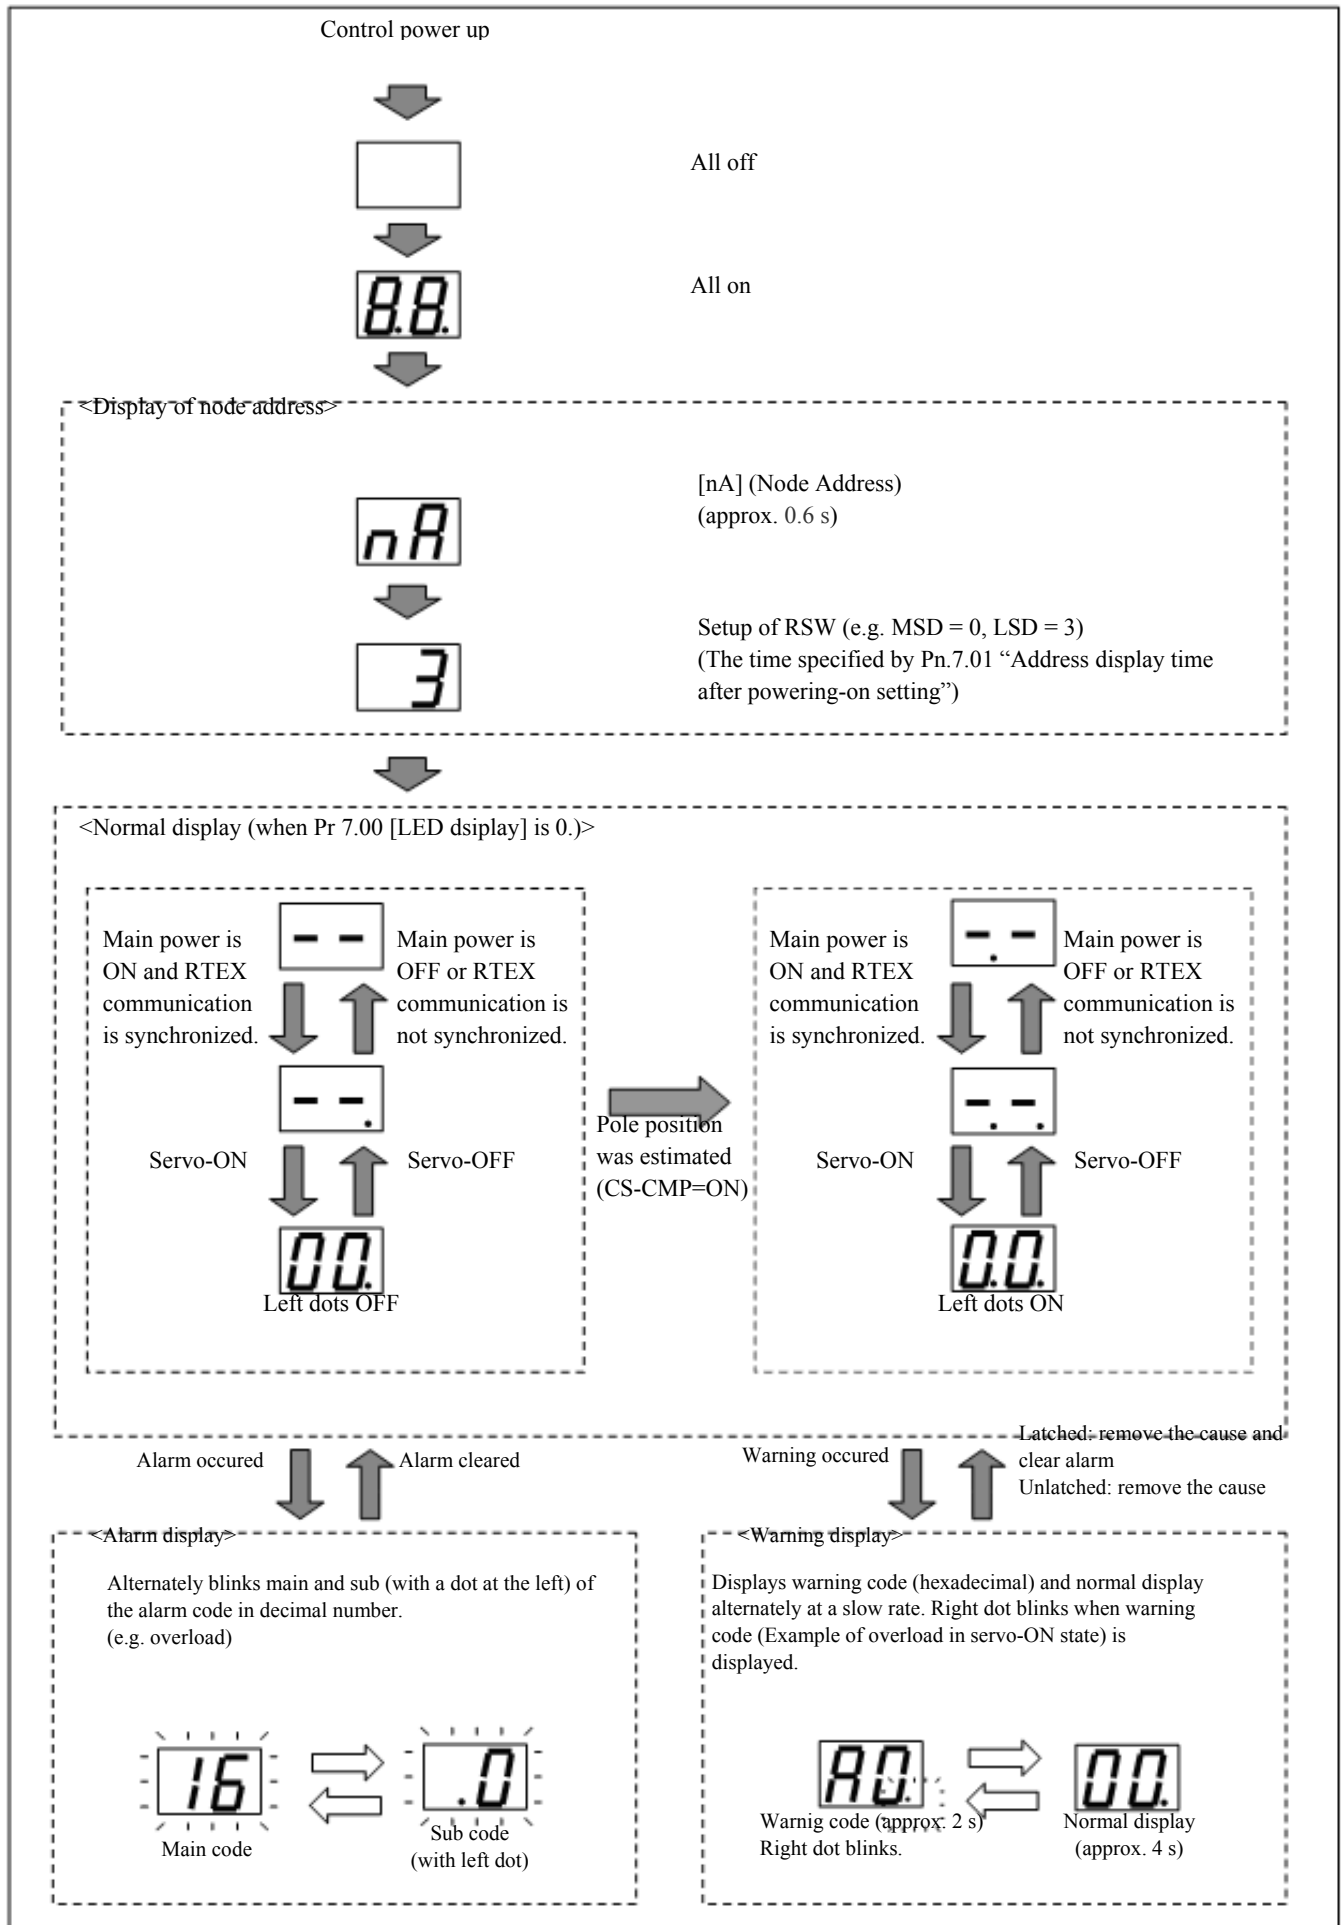 Control power up
All off
8.8.
All on
<Display of node address>
nA
[nA] (Node Address)
(approx. 0.6 s)
3
Setup of RSW (e.g. MSD = 0, LSD = 3)
(The time specified by Pn.7.01 “Address display time
after powering-on setting”)
<Normal display (when Pr 7.00 [LED dsiplay] is 0.)>
Main power is
ON and RTEX
communication
is synchronized.
- -
Main power is
OFF or RTEX
communication is
not synchronized.
- -.
Servo-ON
Servo-OFF
00.
Left dots OFF
Pole position
was estimated
(CS-CMP=ON)
Main power is
ON and RTEX
communication
is synchronized.
-. -
Main power is
OFF or RTEX
communication is
not synchronized.
-. -.
Servo-ON
Servo-OFF
0.0.
Left dots ON
Alarm occured
Alarm cleared
Warning occured
Latched: remove the cause and
clear alarm
Unlatched: remove the cause
<Alarm display>
Alternately blinks main and sub (with a dot at the left) of
the alarm code in decimal number.
(e.g. overload)
16
Main code
.0
Sub code
(with left dot)
<Warning display>
Displays warning code (hexadecimal) and normal display
alternately at a slow rate. Right dot blinks when warning
code (Example of overload in servo-ON state) is
displayed.
A0.
Warnig code (approx. 2 s)
Right dot blinks.
00.
Normal display
(approx. 4 s)